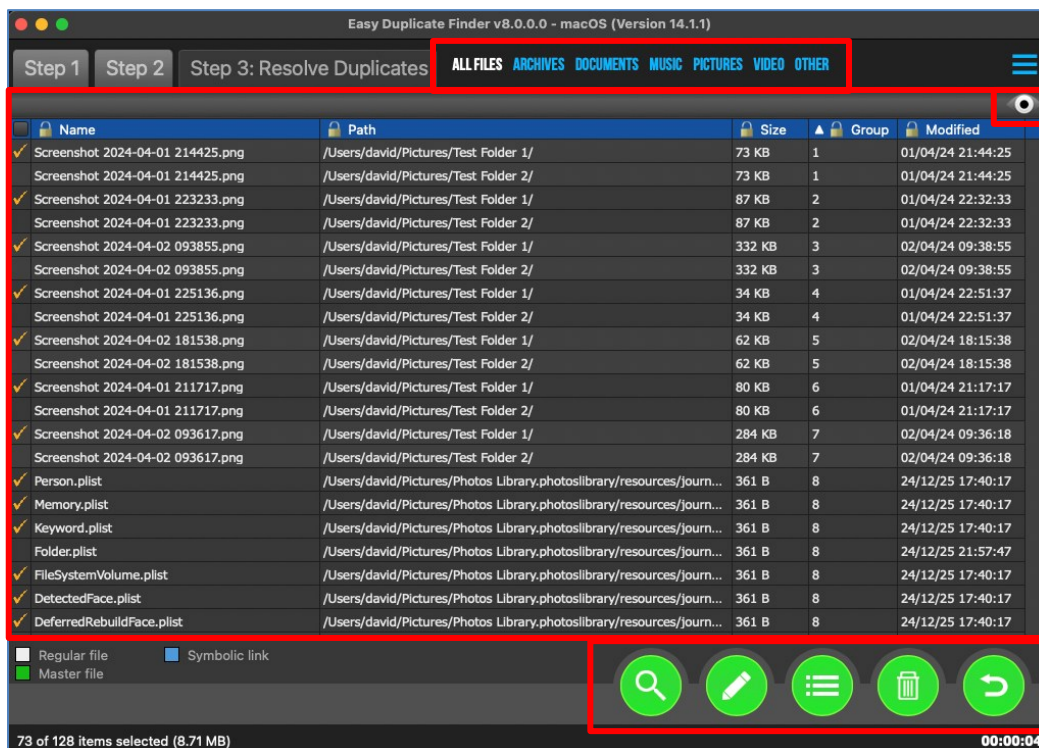 Easy Duplicate Finder v8.0.0.0 - macOS (Version 14.1.1)
Step 1 Step 2 Step 3: Resolve Duplicates ALL FILES ARCHIVES DOCUMENTS MUSIC PICTURES VIDEO OTHER
Name Path Size Group Modified
Screenshot 2024-04-01 214425.png /Users/david/Pictures/Test Folder 1/ 73 KB 1 01/04/24 21:44:25
Screenshot 2024-04-01 214425.png /Users/david/Pictures/Test Folder 2/ 73 KB 1 01/04/24 21:44:25
Screenshot 2024-04-01 223233.png /Users/david/Pictures/Test Folder 1/ 87 KB 2 01/04/24 22:32:33
Screenshot 2024-04-01 223233.png /Users/david/Pictures/Test Folder 2/ 87 KB 2 01/04/24 22:32:33
Screenshot 2024-04-02 093855.png /Users/david/Pictures/Test Folder 1/ 332 KB 3 02/04/24 09:38:55
Screenshot 2024-04-02 093855.png /Users/david/Pictures/Test Folder 2/ 332 KB 3 02/04/24 09:38:55
Screenshot 2024-04-01 225136.png /Users/david/Pictures/Test Folder 1/ 34 KB 4 01/04/24 22:51:37
Screenshot 2024-04-01 225136.png /Users/david/Pictures/Test Folder 2/ 34 KB 4 01/04/24 22:51:37
Screenshot 2024-04-02 181538.png /Users/david/Pictures/Test Folder 1/ 62 KB 5 02/04/24 18:15:38
Screenshot 2024-04-02 181538.png /Users/david/Pictures/Test Folder 2/ 62 KB 5 02/04/24 18:15:38
Screenshot 2024-04-01 211717.png /Users/david/Pictures/Test Folder 1/ 80 KB 6 01/04/24 21:17:17
Screenshot 2024-04-01 211717.png /Users/david/Pictures/Test Folder 2/ 80 KB 6 01/04/24 21:17:17
Screenshot 2024-04-02 093617.png /Users/david/Pictures/Test Folder 1/ 284 KB 7 02/04/24 09:36:18
Screenshot 2024-04-02 093617.png /Users/david/Pictures/Test Folder 2/ 284 KB 7 02/04/24 09:36:18
Person.plist /Users/david/Pictures/Photos Library.photoslibrary/resources/journ... 361 B 8 24/12/25 17:40:17
Memory.plist /Users/david/Pictures/Photos Library.photoslibrary/resources/journ... 361 B 8 24/12/25 17:40:17
Keyword.plist /Users/david/Pictures/Photos Library.photoslibrary/resources/journ... 361 B 8 24/12/25 17:40:17
Folder.plist /Users/david/Pictures/Photos Library.photoslibrary/resources/journ... 361 B 8 24/12/25 21:57:47
FileSystemVolume.plist /Users/david/Pictures/Photos Library.photoslibrary/resources/journ... 361 B 8 24/12/25 17:40:17
DetectedFace.plist /Users/david/Pictures/Photos Library.photoslibrary/resources/journ... 361 B 8 24/12/25 17:40:17
DeferredRebuildFace.plist /Users/david/Pictures/Photos Library.photoslibrary/resources/journ... 361 B 8 24/12/25 17:40:17
Regular file Symbolic link
Master file
73 of 128 items selected (8.71 MB) 00:00:04